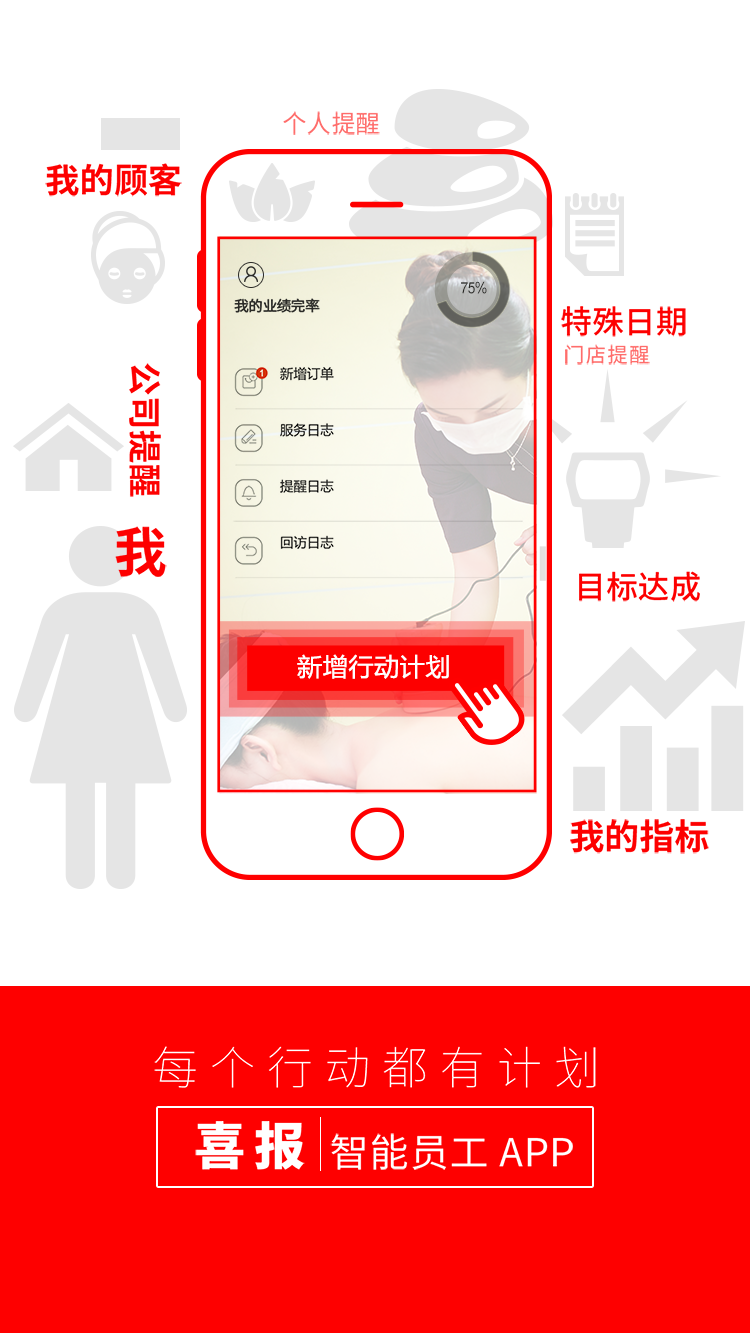 个人提醒
我的顾客
75%
我的业绩完率
特殊日期
门店提醒
1
新增订单
公司提醒
服务日志
提醒日志
我
回访日志
目标达成
新增行动计划
我的指标
每个行动都有计划
喜报 智能员工 APP